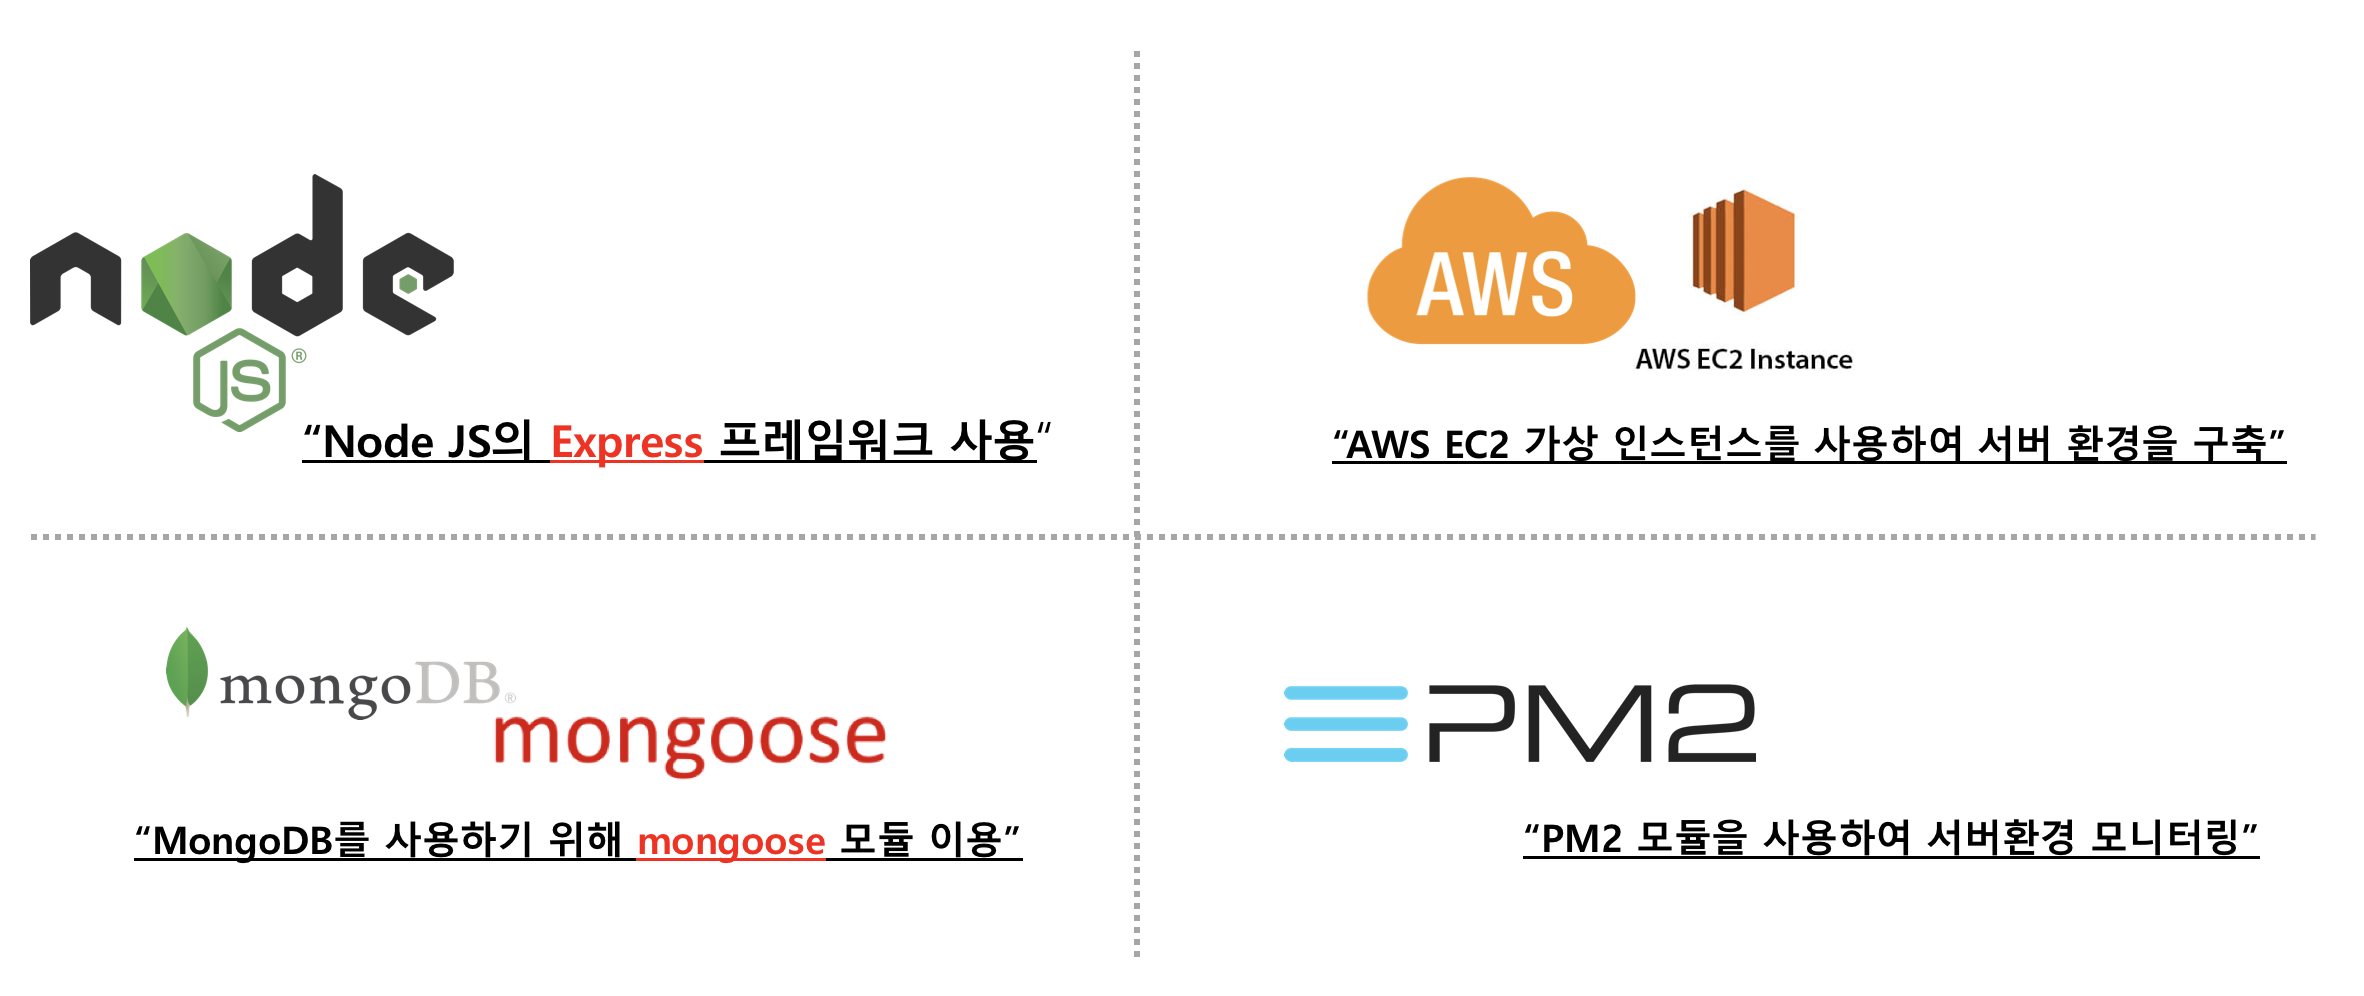 node
JS®
“Node JS의 Express 프레임워크 사용“
AWS
AWS EC2 Instance
“AWS EC2 가상 인스턴스를 사용하여 서버 환경을 구축”
mongoDB®
mongoose
“MongoDB를 사용하기 위해 mongoose 모듈 이용”
PM2
“PM2 모듈을 사용하여 서버환경 모니터링”